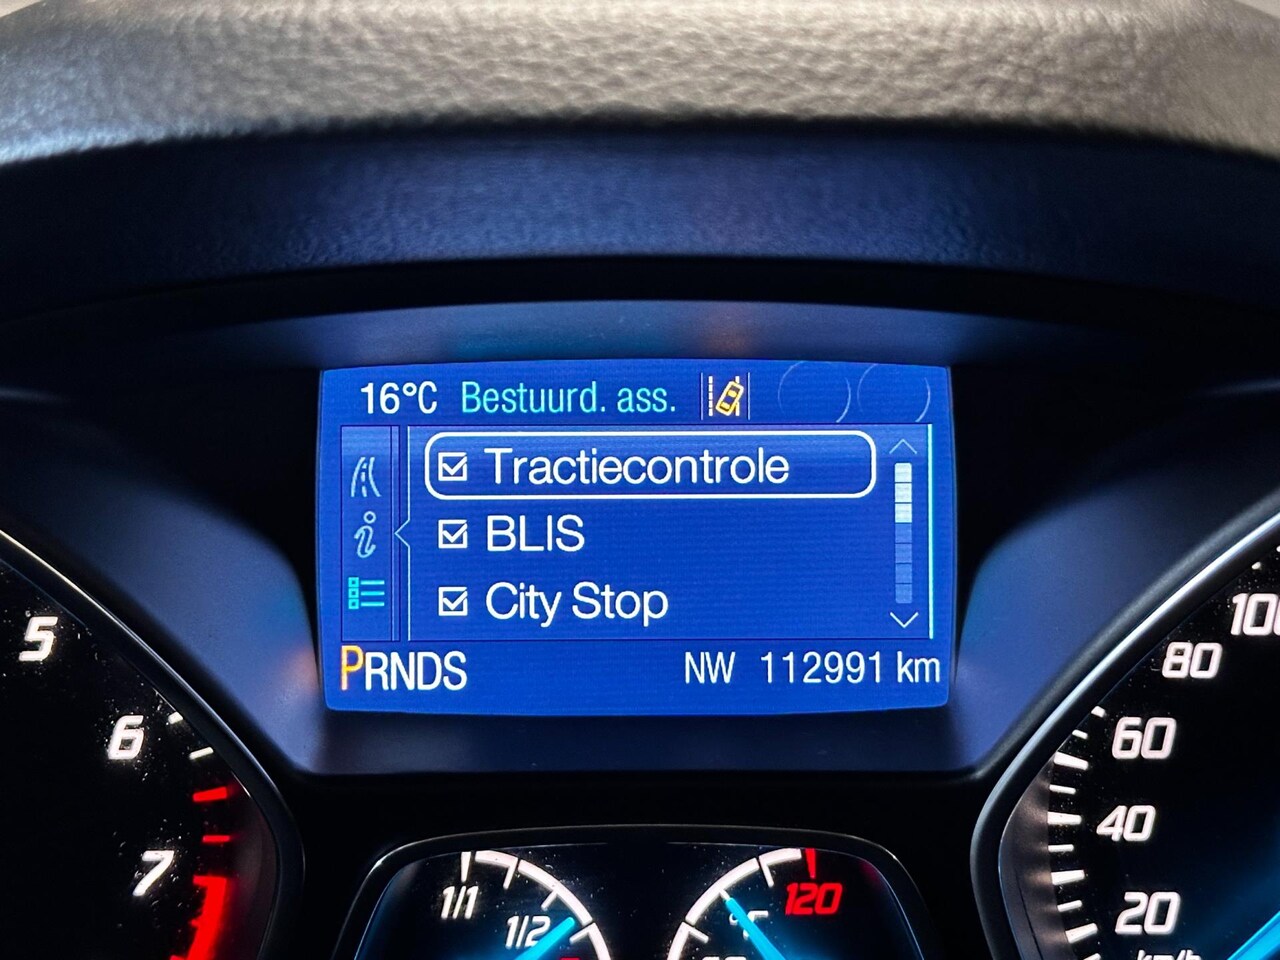 16°C Bestuurd. ass.
Tractiecontrole
BLIS
City Stop
PRNDS NW 112991 km
5
6
7
1/1
1/2
°C
120
100
80
60
40
20
km/h